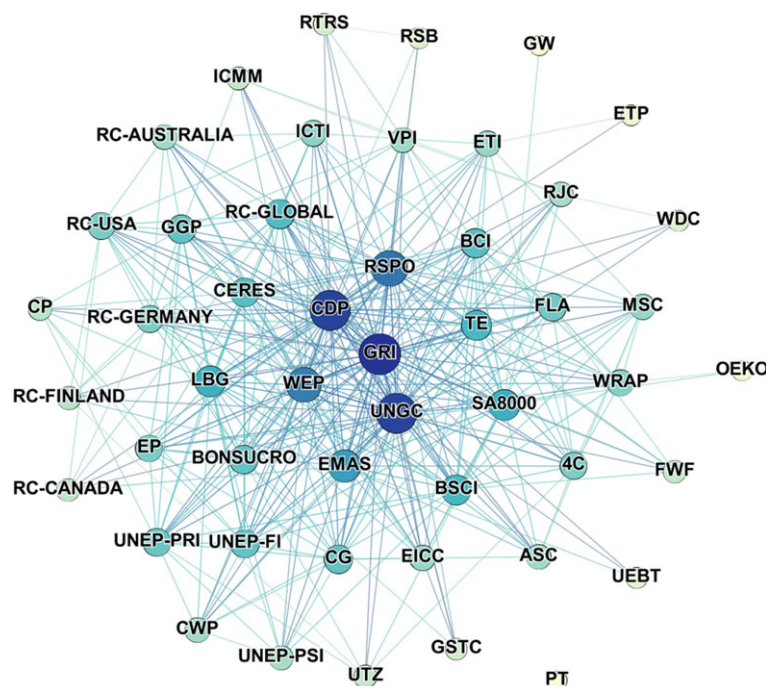 RTRS
RSB
GW
ICMM
ETP
RC-AUSTRALIA
ICTI
VPI
ETI
RJC
WDC
RC-USA
GGP
RC-GLOBAL
BCI
RSPO
CERES
CDP
CP
RC-GERMANY
TE
FLA
MSC
GRI
OEKO
LBG
WEP
WRAP
RC-FINLAND
UNGC
SA8000
EP
BONSUCRO
EMAS
4C
FWF
RC-CANADA
BSCI
UNEP-PRI
UNEP-FI
CG
EICC
ASC
UEBT
CWP
UNEP-PSI
GSTC
UTZ
PT